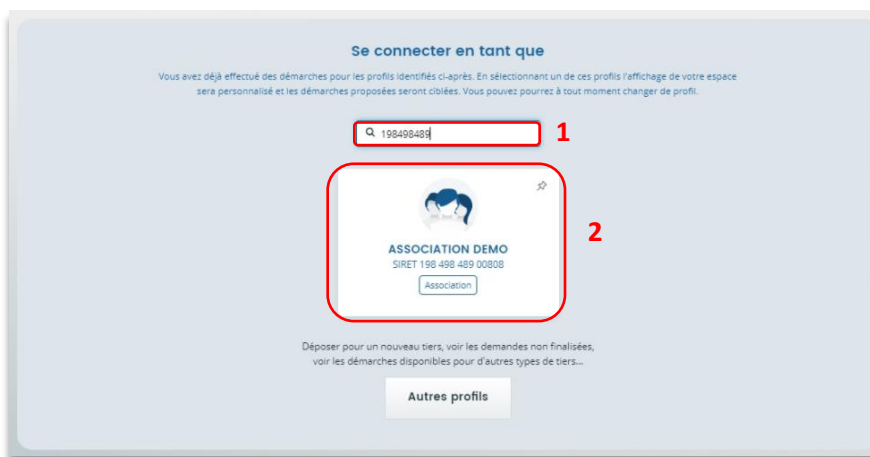 Se connecter en tant que
Vous avez déjà effectué des démarches pour les profils identifiés ci-après. En sélectionnant un de ces profils l'affichage de votre espace
sera personnalisé et les démarches proposées seront ciblées. Vous pouvez pourrez à tout moment changer de profil.
198498489
1
ASSOCIATION DEMO
SIRET 198 498 489 00808
Association
2
Déposer pour un nouveau tiers, voir les demandes non finalisées,
voir les démarches disponibles pour d'autres types de tiers...
Autres profils